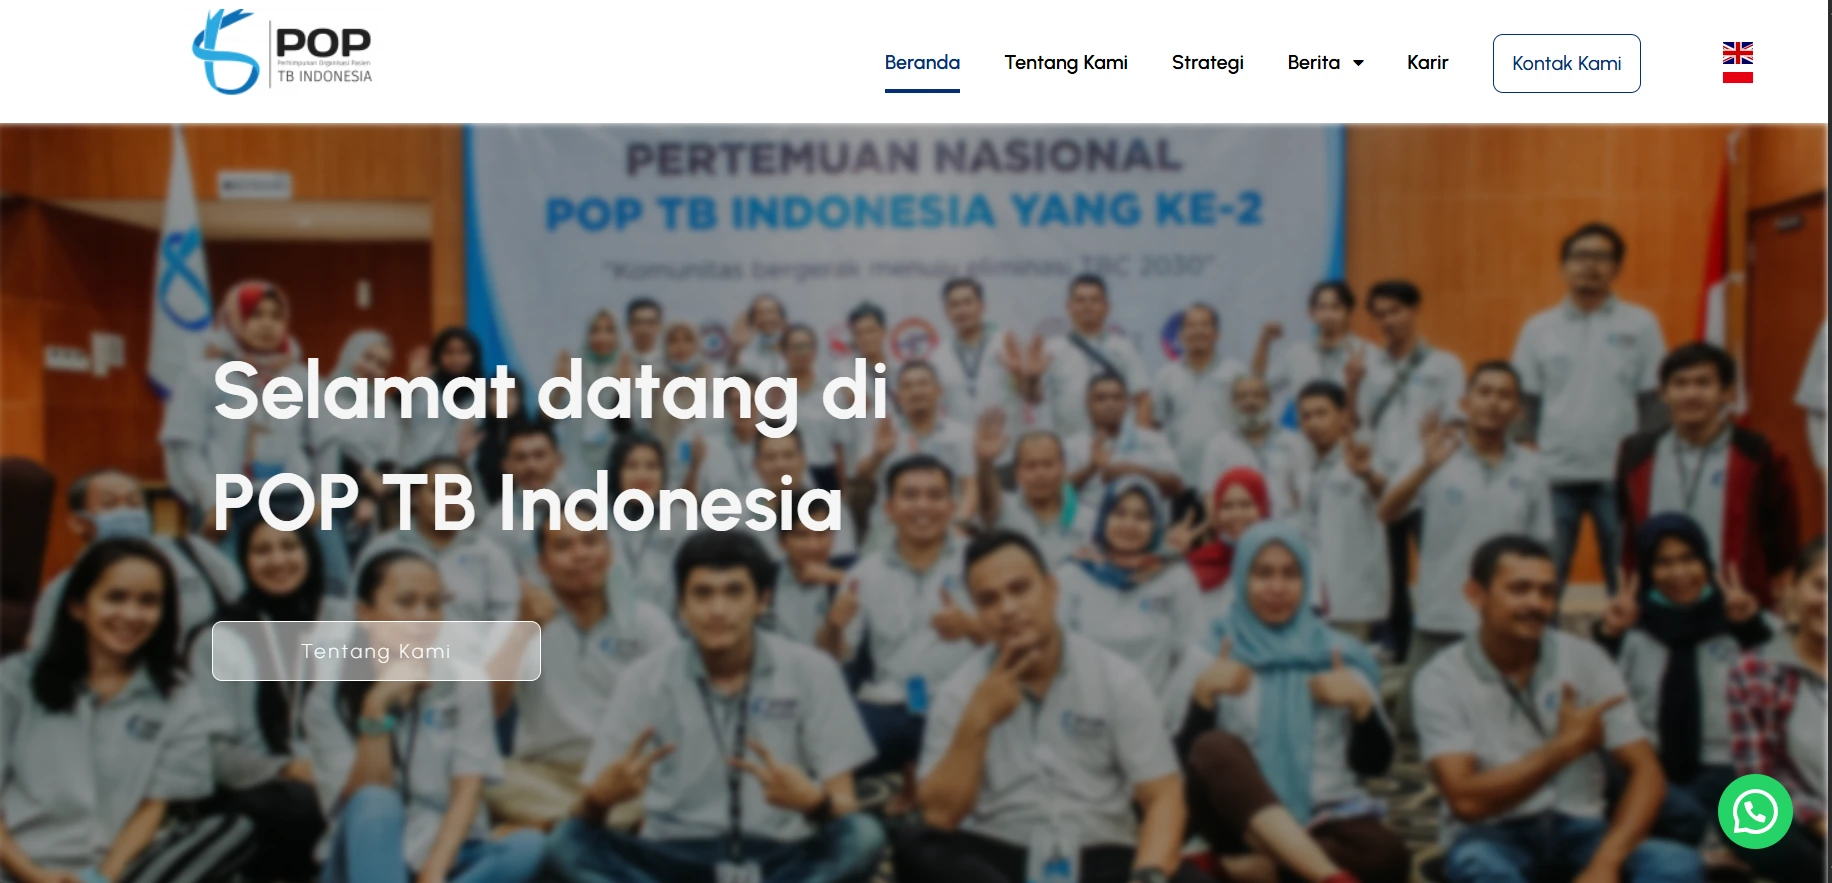 POP
Perhimpunan Organisasi Pasien
TB INDONESIA
Beranda
Tentang Kami
Strategi
Berita
Karir
Kontak Kami
PERTEMUAN NASIONAL
POP TB INDONESIA YANG KE-2
"Komunitas bergerak menuju eliminasi TBC 2030"
Selamat datang di
POP TB Indonesia
Tentang Kami